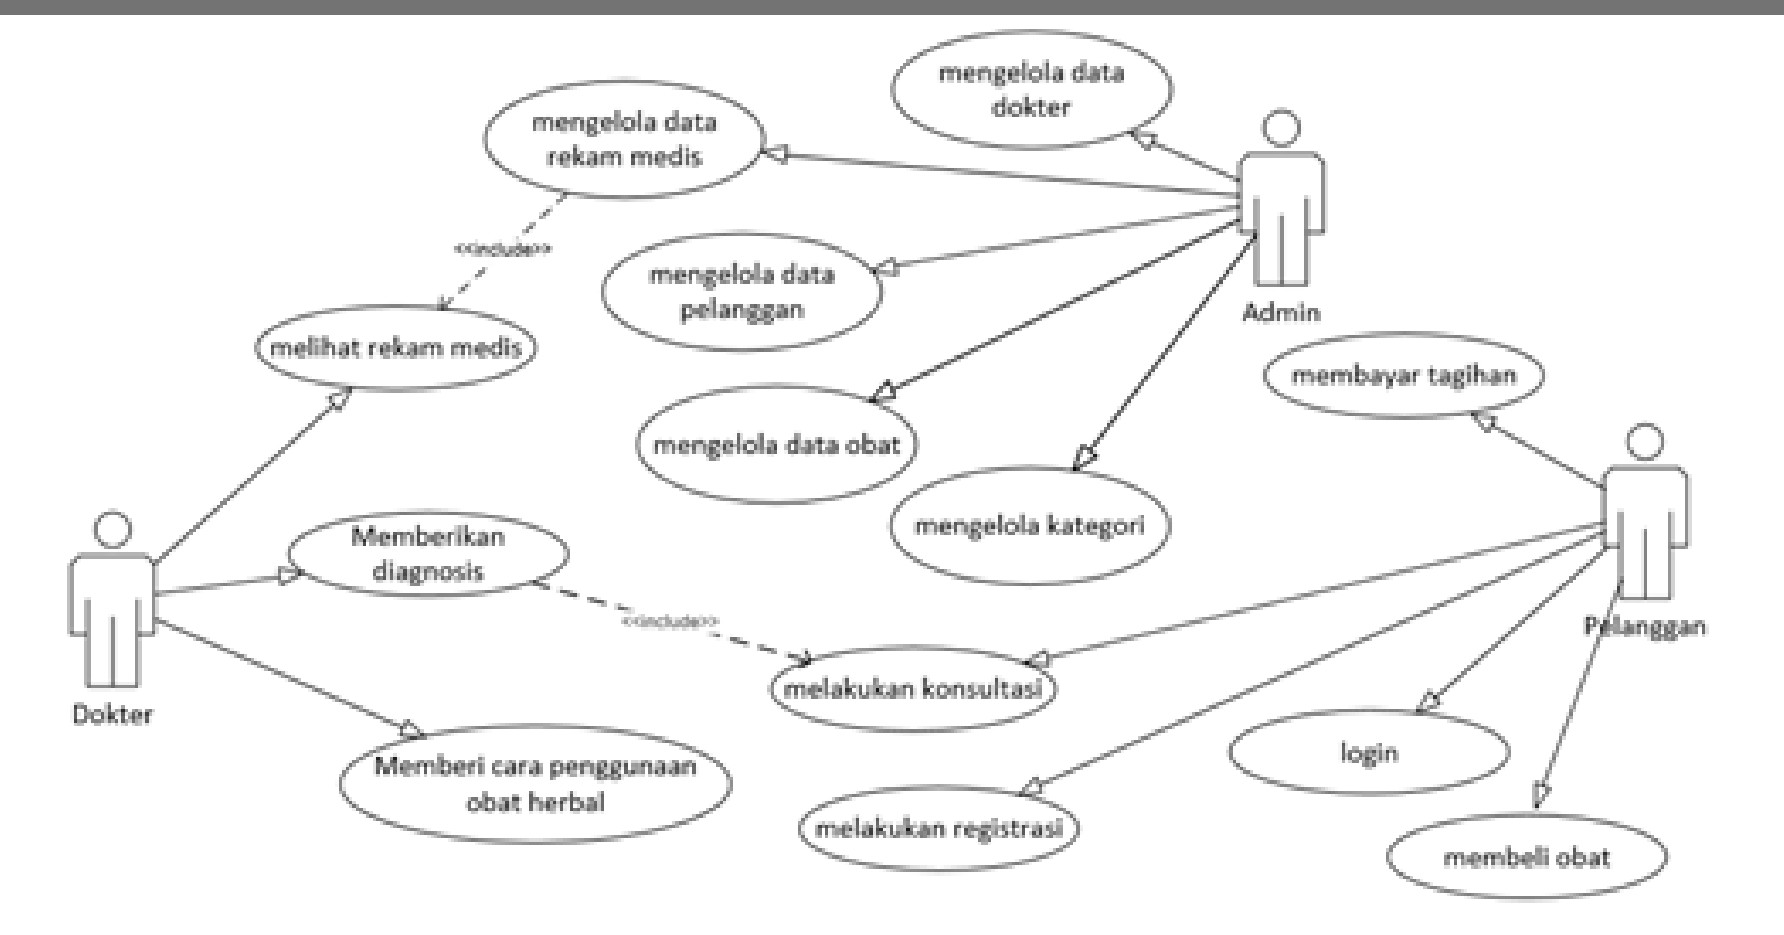 mengelola data
dokter
mengelola data
rekam medis
<<include>>
mengelola data
pelanggan
Admin
melihat rekam medis
membayar tagihan
mengelola data obat
mengelola kategori
Memberikan
diagnosis
<<include>>
Pelanggan
melakukan konsultasi
Dokter
login
Memberi cara penggunaan
obat herbal
melakukan registrasi
membeli obat